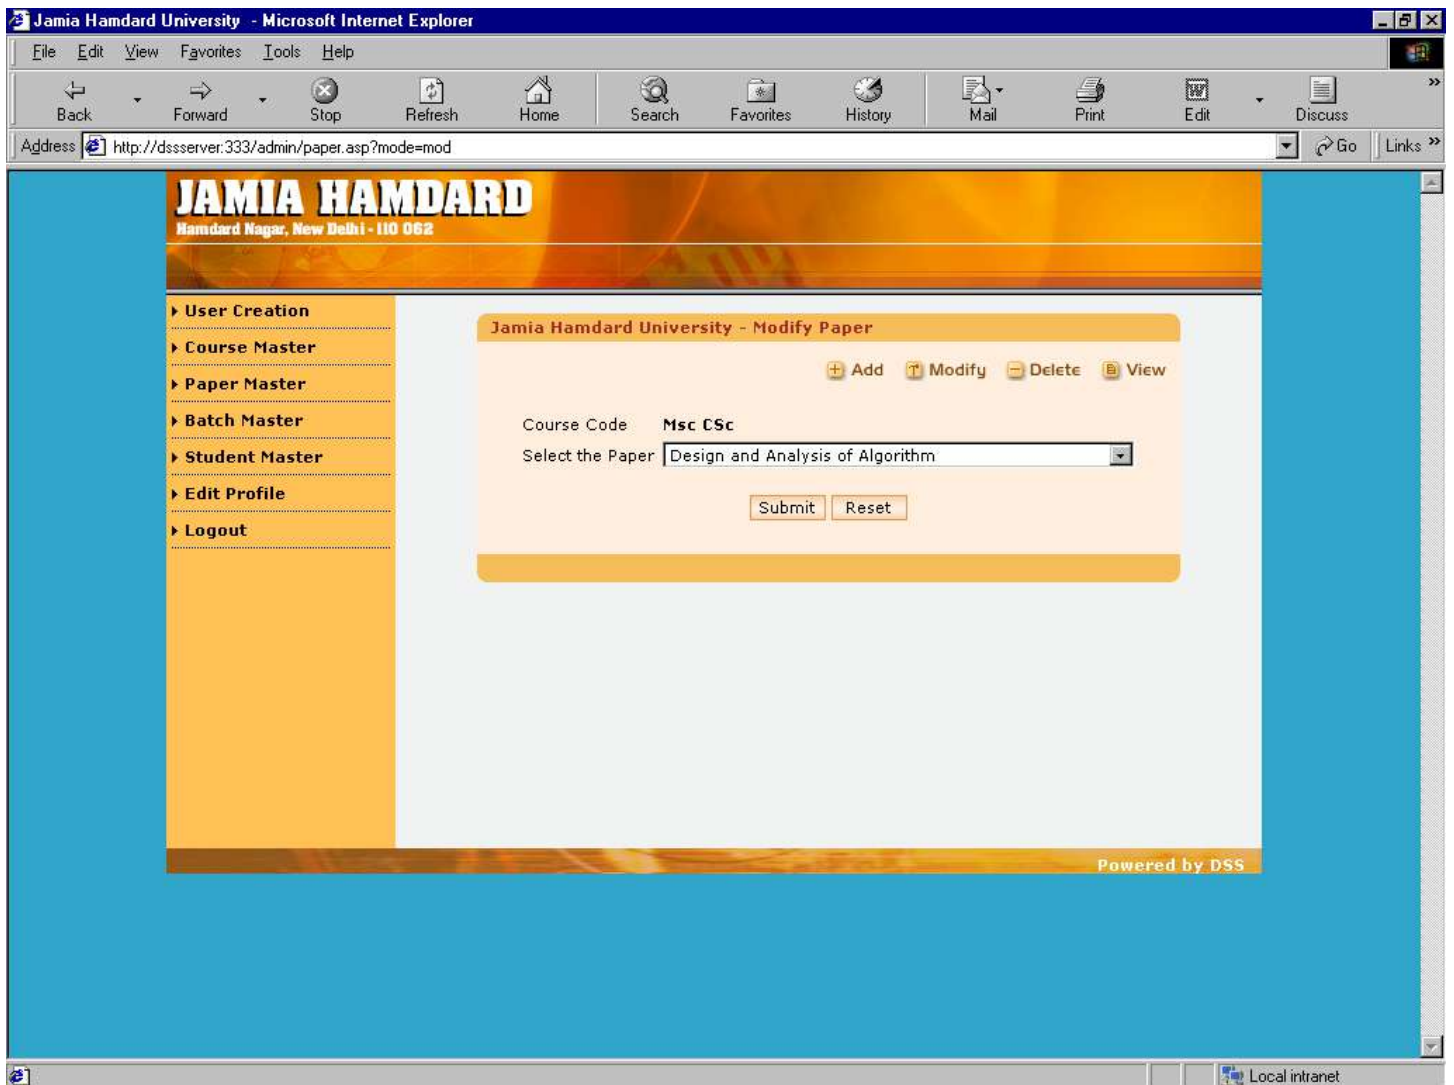 Jamia Hamdard University - Microsoft Internet Explorer
File Edit View Favorites Tools Help
Back Forward Stop Refresh Home Search Favorites History Mail Print Edit Discuss »
Address http://dssserver:333/admin/paper.asp?mode=mod Go Links »
JAMIA HAMDARD
Hamdard Nagar, New Delhi - 110 062
User Creation
Course Master
Paper Master
Batch Master
Student Master
Edit Profile
Logout
Jamia Hamdard University - Modify Paper
Add Modify Delete View
Course Code Msc CSc
Select the Paper Design and Analysis of Algorithm
Submit Reset
Powered by DSS
Local intranet